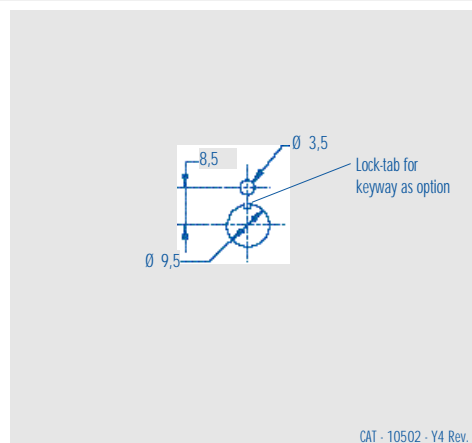 Ø 3,5
8,5
Lock-tab for
keyway as option
Ø 9,5
CAT - 10502 - Y4 Rev.